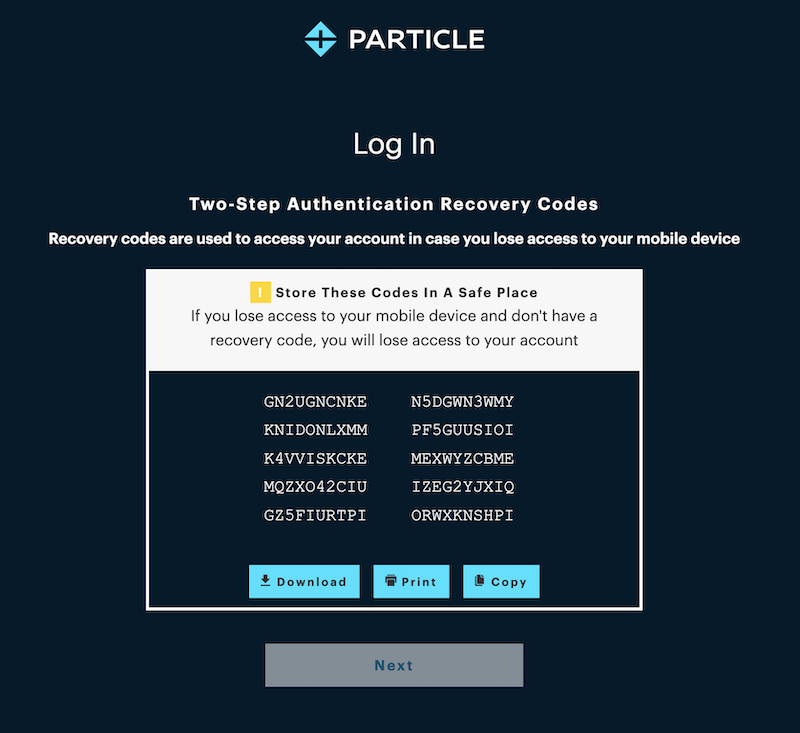 PARTICLE
Log In
Two-Step Authentication Recovery Codes
Recovery codes are used to access your account in case you lose access to your mobile device
! Store These Codes In A Safe Place
If you lose access to your mobile device and don't have a
recovery code, you will lose access to your account
GN2UGNCNKE N5DGWN3WMY
KNIDONLXMM PF5GUUSIOI
K4VVISKCKE MEXWYZCBME
MQZXO42CIU IZEG2YJXIQ
GZ5FIURTPI ORWXKNSHPI
Download Print Copy
Next